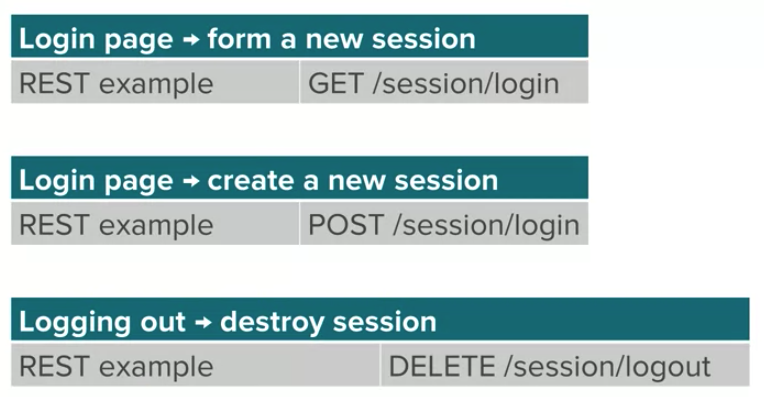 Login page → form a new session
REST example GET /session/login
Login page → create a new session
REST example POST /session/login
Logging out → destroy session
REST example DELETE /session/logout